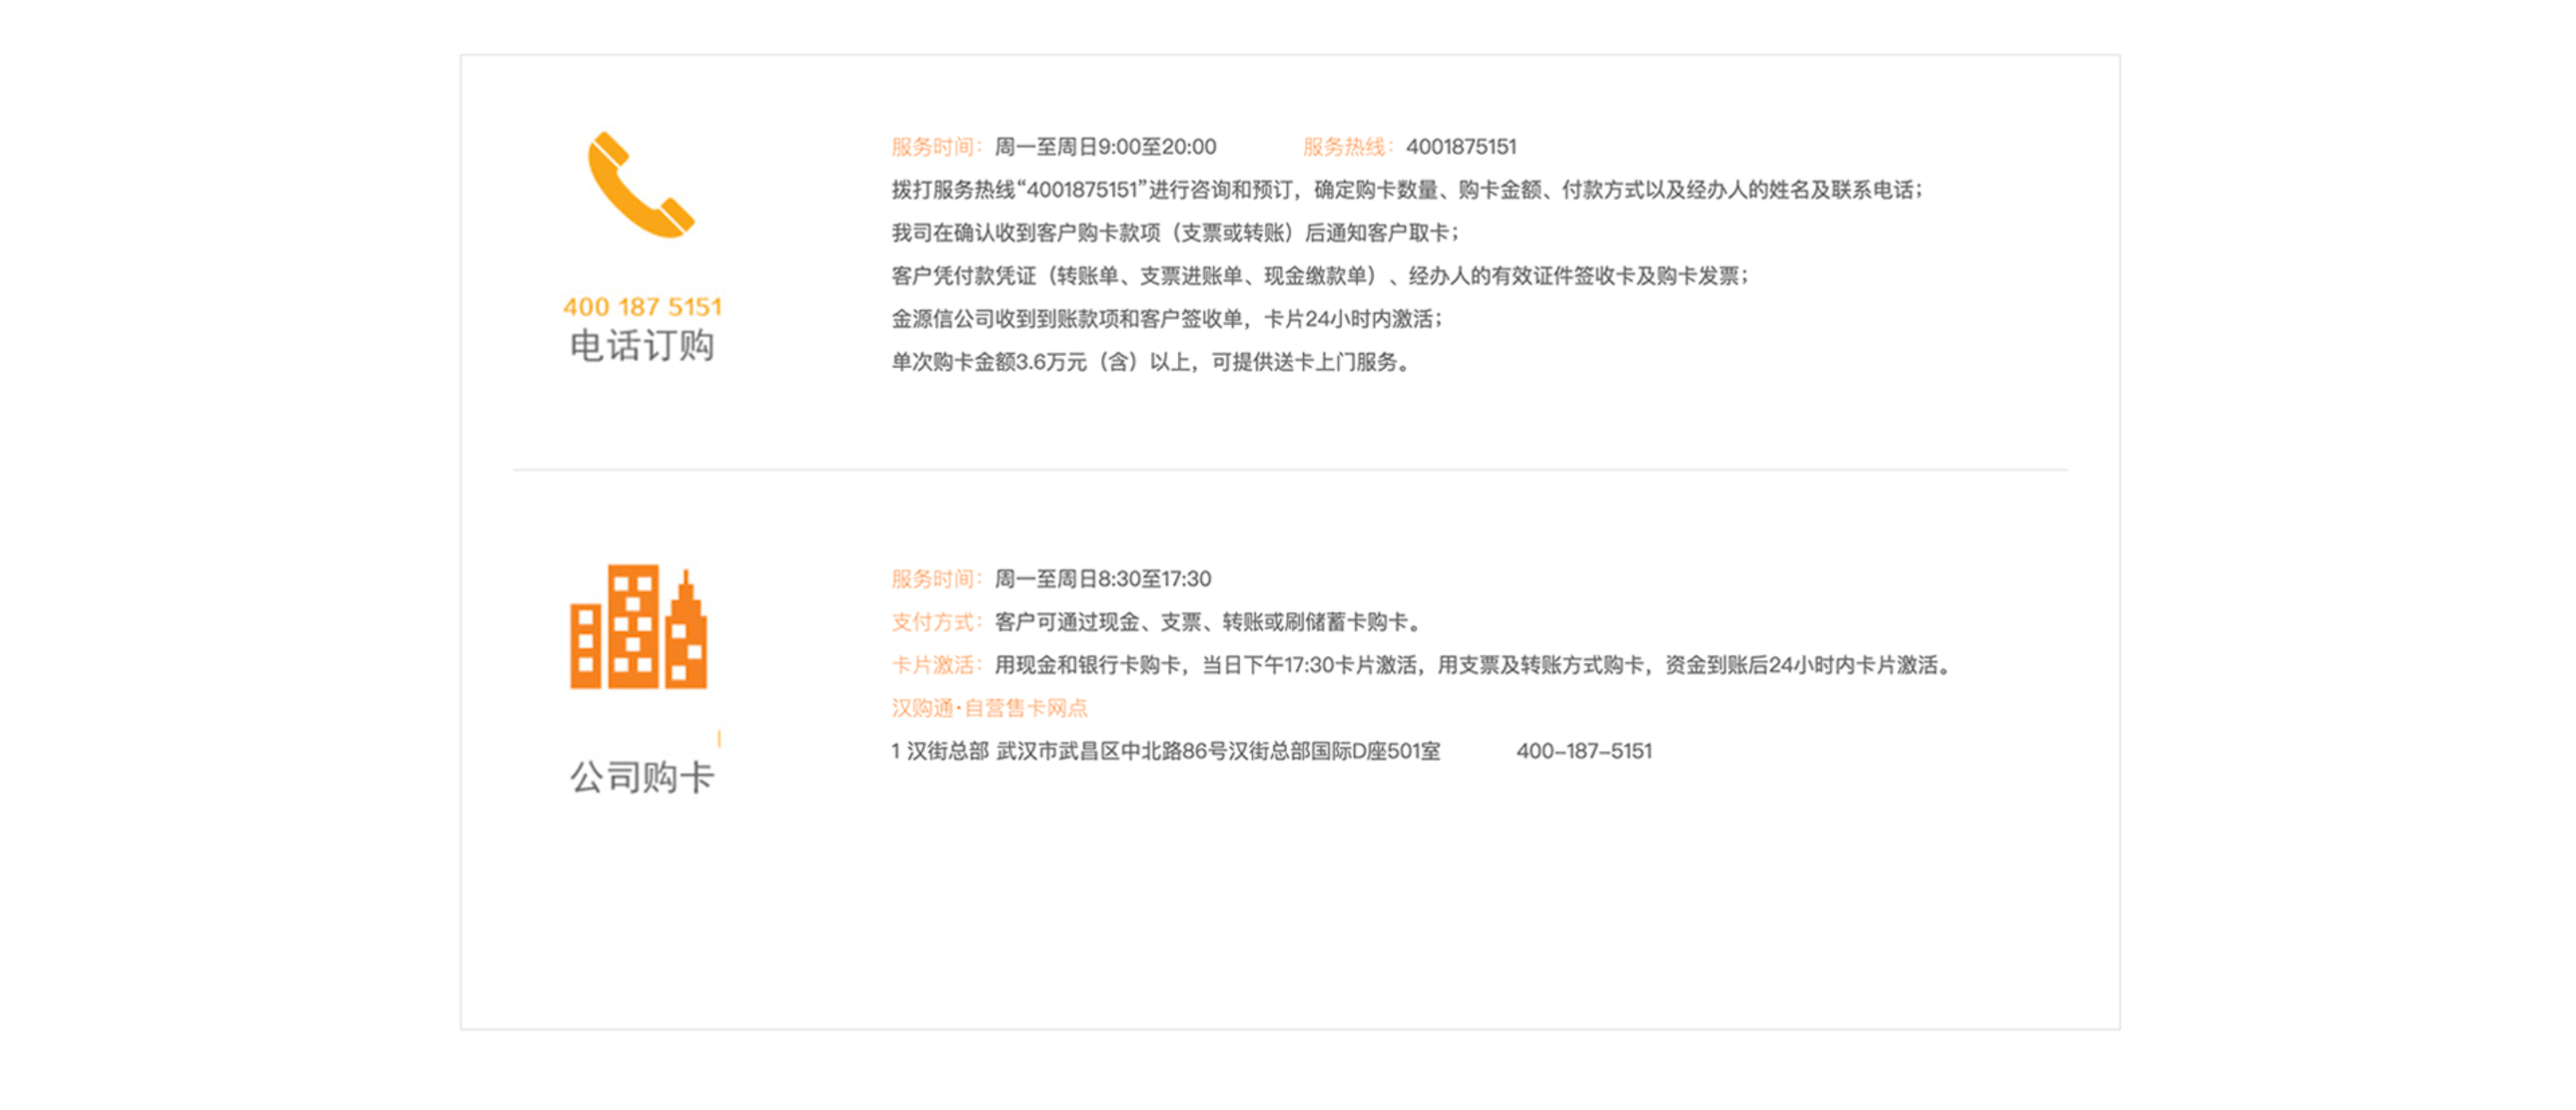 服务时间：周一至周日9:00至20:00 服务热线：4001875151
拨打服务热线“4001875151”进行咨询和预订，确定购卡数量、购卡金额、付款方式以及经办人的姓名及联系电话；
我司在确认收到客户购卡款项（支票或转账）后通知客户取卡；
客户凭付款凭证（转账单、支票进账单、现金缴款单）、经办人的有效证件签收卡及购卡发票；
金源信公司收到到账款项和客户签收单，卡片24小时内激活；
单次购卡金额3.6万元（含）以上，可提供送卡上门服务。
400 187 5151
电话订购
服务时间：周一至周日8:30至17:30
支付方式：客户可通过现金、支票、转账或刷储蓄卡购卡。
卡片激活：用现金和银行卡购卡，当日下午17:30卡片激活，用支票及转账方式购卡，资金到账后24小时内卡片激活。
汉购通·自营售卡网点
1 汉街总部 武汉市武昌区中北路86号汉街总部国际D座501室 400-187-5151
公司购卡